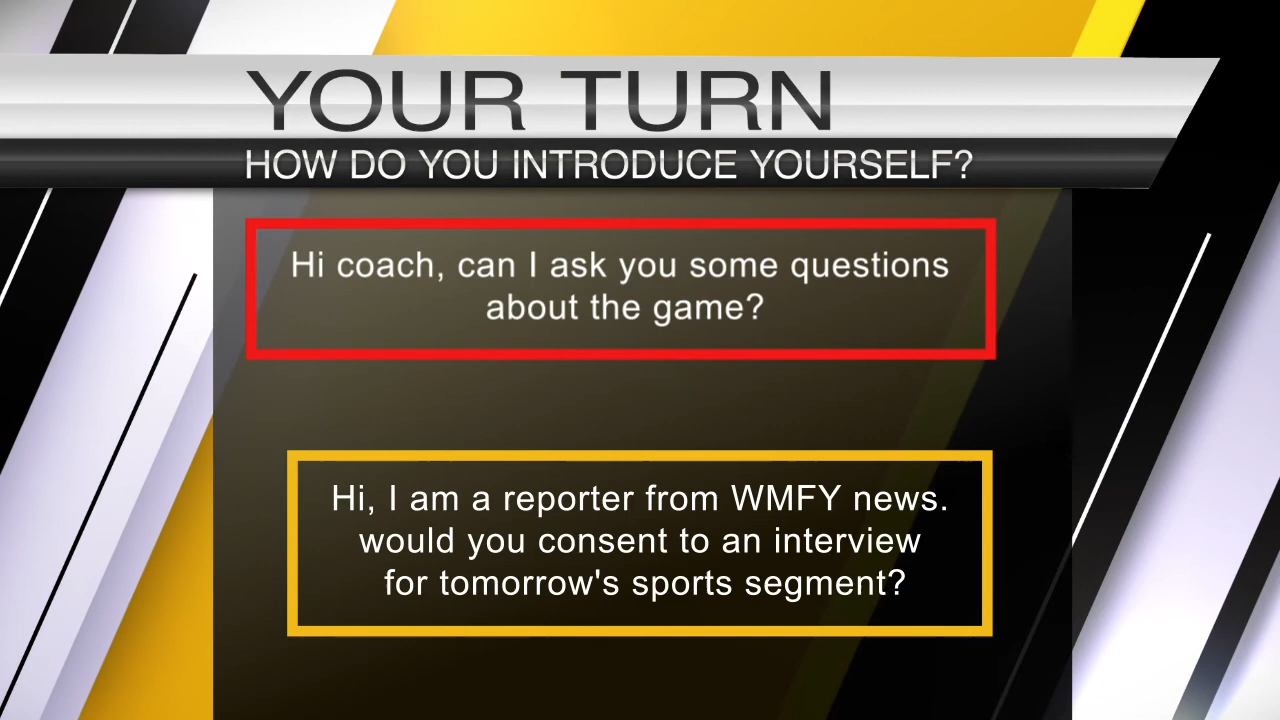 YOUR TURN
HOW DO YOU INTRODUCE YOURSELF?
Hi coach, can I ask you some questions
about the game?
Hi, I am a reporter from WMFY news.
would you consent to an interview
for tomorrow's sports segment?